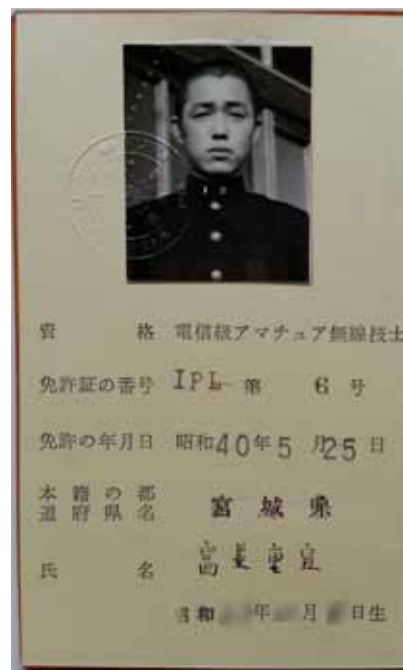 資 格 電信級アマチュア無線技士
免許証の番号 IPL 第 6 号
免許の年月日 昭和40年5月25日
本籍の都道府県名 宮城県
氏 名
昭和 年 月 日生